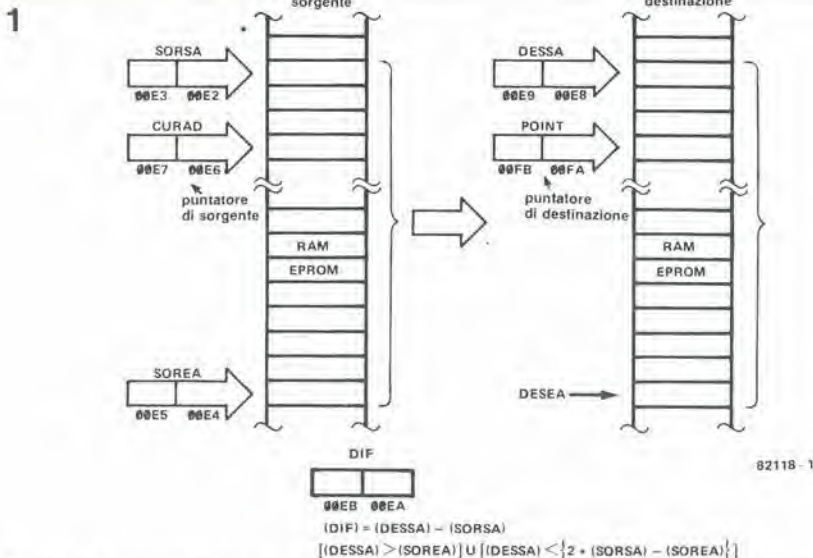 1
sorgente
destinazione
SORSA
00E3 00E2
CURAD
00E7 00E6
puntatore
di sorgente
RAM
EPROM
SOREA
00E5 00E4
DESSA
00E9 00E8
POINT
00FB 00FA
puntatore
di destinazione
RAM
EPROM
DESEA
82118 - 1
DIF
00EB 00EA
(DIF) = (DESSA) − (SORSA)
[(DESSA) > (SOREA)] U [(DESSA) < {2 * (SORSA) − (SOREA)}]